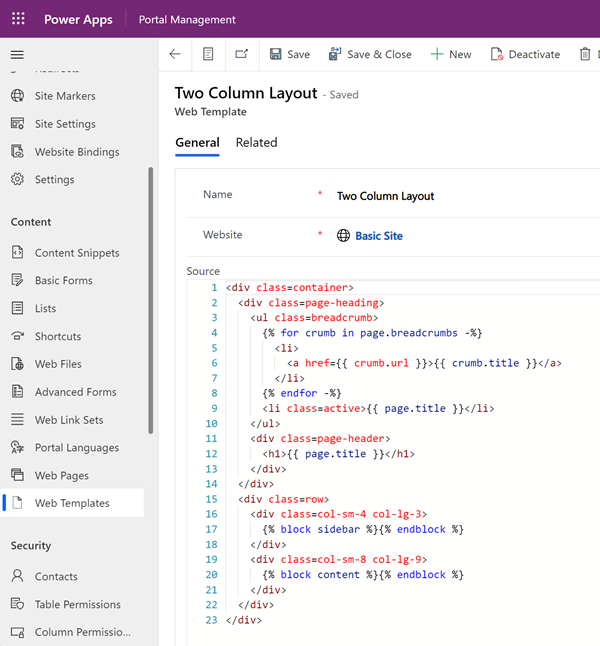 Power Apps
Portal Management
Save
Save & Close
New
Deactivate
Site Markers
Site Settings
Website Bindings
Settings
Content
Content Snippets
Basic Forms
Lists
Shortcuts
Web Files
Advanced Forms
Web Link Sets
Portal Languages
Web Pages
Web Templates
Security
Contacts
Table Permissions
Column Permissio...
Two Column Layout - Saved
Web Template
General
Related
Name * Two Column Layout
Website * Basic Site
Source
1 <div class=container>
2 <div class=page-heading>
3 <ul class=breadcrumb>
4 {% for crumb in page.breadcrumbs -%}
5 <li>
6 <a href={{ crumb.url }}>{{ crumb.title }}</a>
7 </li>
8 {% endfor -%}
9 <li class=active>{{ page.title }}</li>
10 </ul>
11 <div class=page-header>
12 <h1>{{ page.title }}</h1>
13 </div>
14 </div>
15 <div class=row>
16 <div class=col-sm-4 col-lg-3>
17 {% block sidebar %}{% endblock %}
18 </div>
19 <div class=col-sm-8 col-lg-9>
20 {% block content %}{% endblock %}
21 </div>
22 </div>
23 </div>